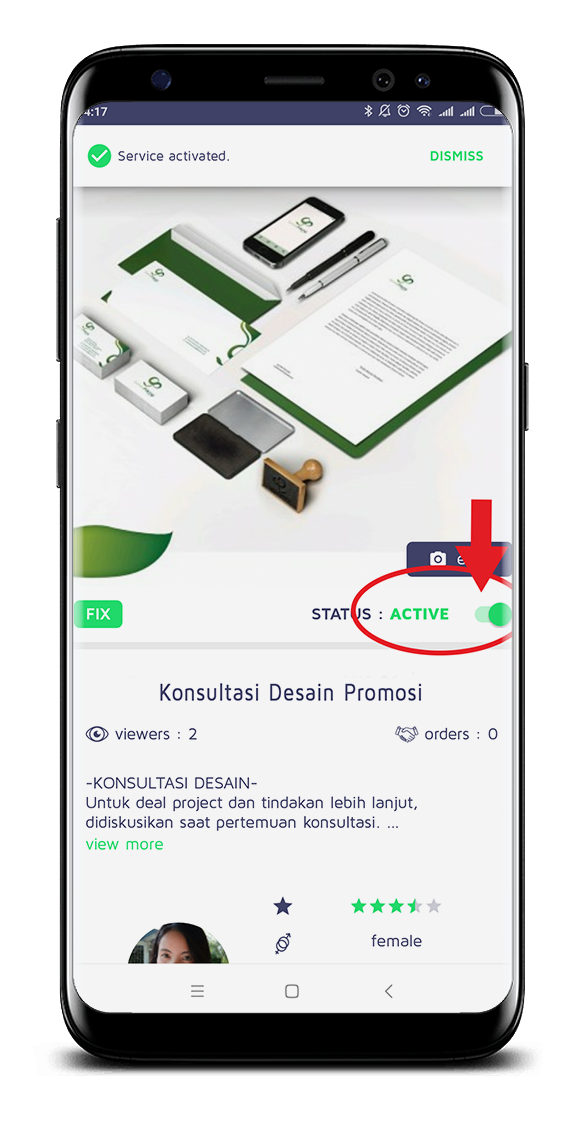 4:17
Service activated. DISMISS
FIX STATUS : ACTIVE
Konsultasi Desain Promosi
viewers : 2 orders : 0
-KONSULTASI DESAIN-
Untuk deal project dan tindakan lebih lanjut,
didiskusikan saat pertemuan konsultasi. ...
view more
female